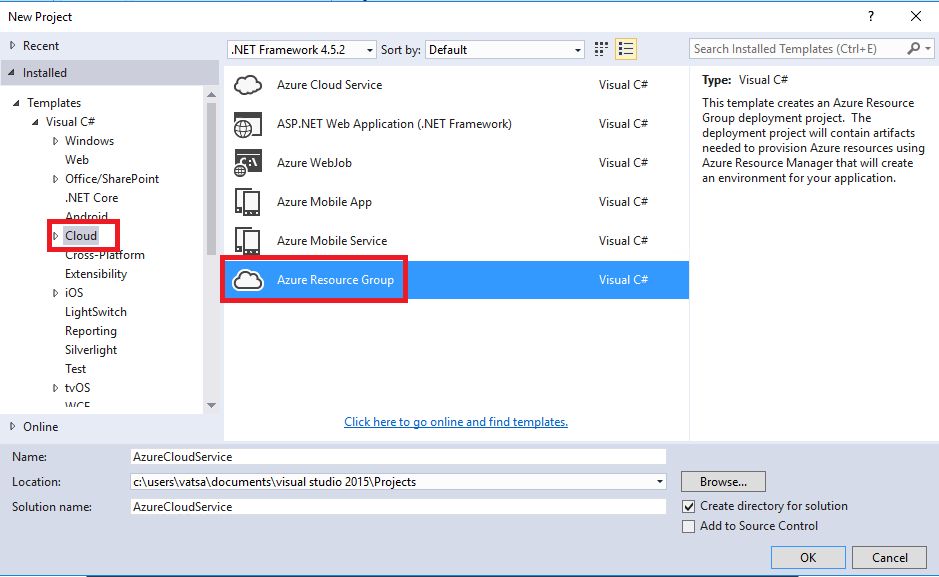 New Project
?
Recent
Installed
Templates
Visual C#
Windows
Web
Office/SharePoint
.NET Core
Android
Cloud
Cross-Platform
Extensibility
iOS
LightSwitch
Reporting
Silverlight
Test
tvOS
WCF
Online
.NET Framework 4.5.2
Sort by:
Default
Azure Cloud Service Visual C#
ASP.NET Web Application (.NET Framework) Visual C#
Azure WebJob Visual C#
Azure Mobile App Visual C#
Azure Mobile Service Visual C#
Azure Resource Group Visual C#
Click here to go online and find templates.
Search Installed Templates (Ctrl+E)
Type: Visual C#
This template creates an Azure Resource
Group deployment project. The
deployment project will contain artifacts
needed to provision Azure resources using
Azure Resource Manager that will create
an environment for your application.
Name: AzureCloudService
Location: c:\users\vatsa\documents\visual studio 2015\Projects
Browse...
Solution name: AzureCloudService
Create directory for solution
Add to Source Control
OK
Cancel